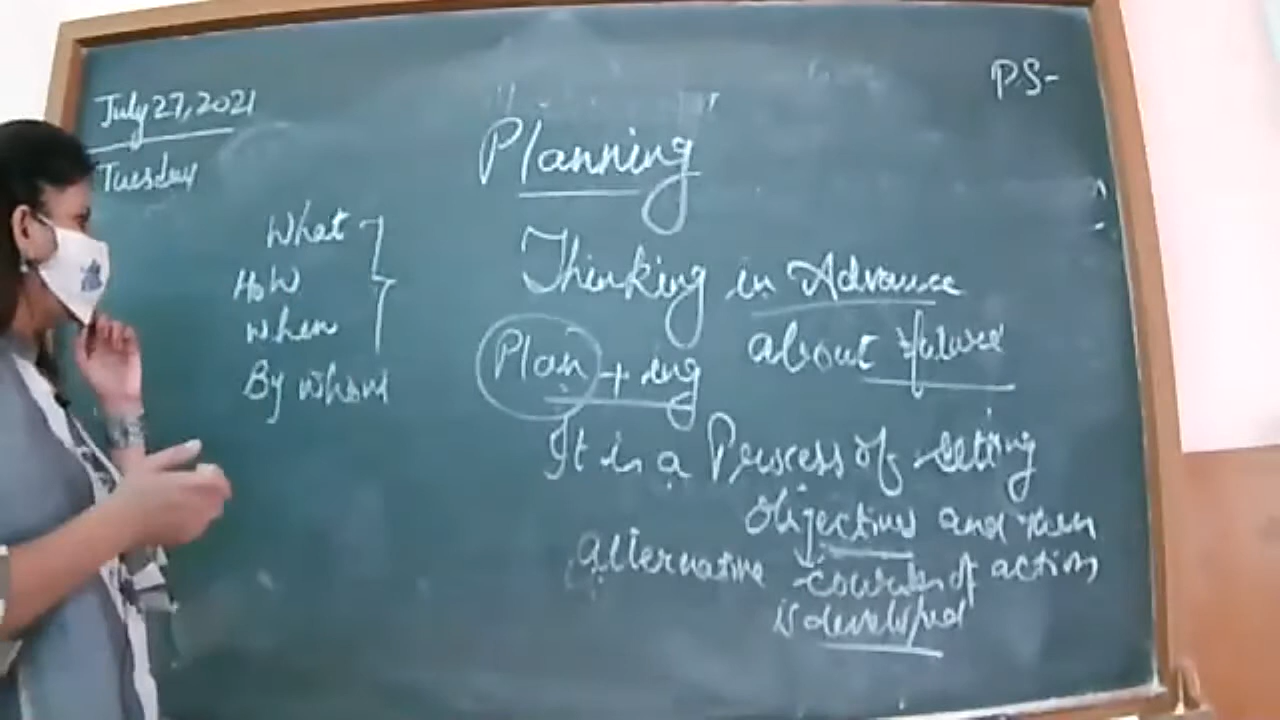 July 27, 2021
Tuesday
PS-
Planning
What
How
When
By whom
Thinking in Advance
about future
Plan + ing
It is a Process of setting
objectives and then
alternative courses of action
is developed